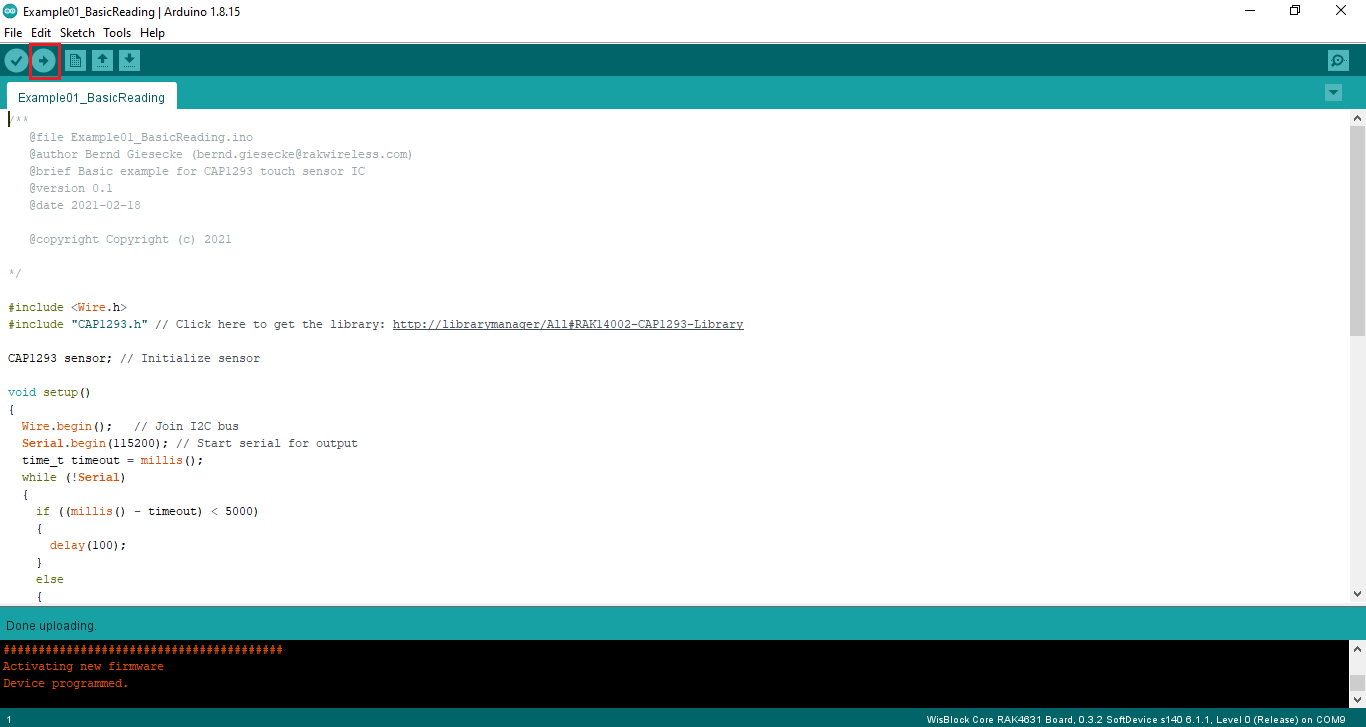 Example01_BasicReading | Arduino 1.8.15
File Edit Sketch Tools Help
Example01_BasicReading
/**
@file Example01_BasicReading.ino
@author Bernd Giesecke (bernd.giesecke@rakwireless.com)
@brief Basic example for CAP1293 touch sensor IC
@version 0.1
@date 2021-02-18
@copyright Copyright (c) 2021
*/
#include <Wire.h>
#include "CAP1293.h" // Click here to get the library: http://librarymanager/All#RAK14002-CAP1293-Library
CAP1293 sensor; // Initialize sensor
void setup()
{
Wire.begin(); // Join I2C bus
Serial.begin(115200); // Start serial for output
time_t timeout = millis();
while (!Serial)
{
if ((millis() - timeout) < 5000)
{
delay(100);
}
else
{
Done uploading.
########################################
Activating new firmware
Device programmed.
1 WisBlock Core RAK4631 Board, 0.3.2 SoftDevice s140 6.1.1, Level 0 (Release) on COM9